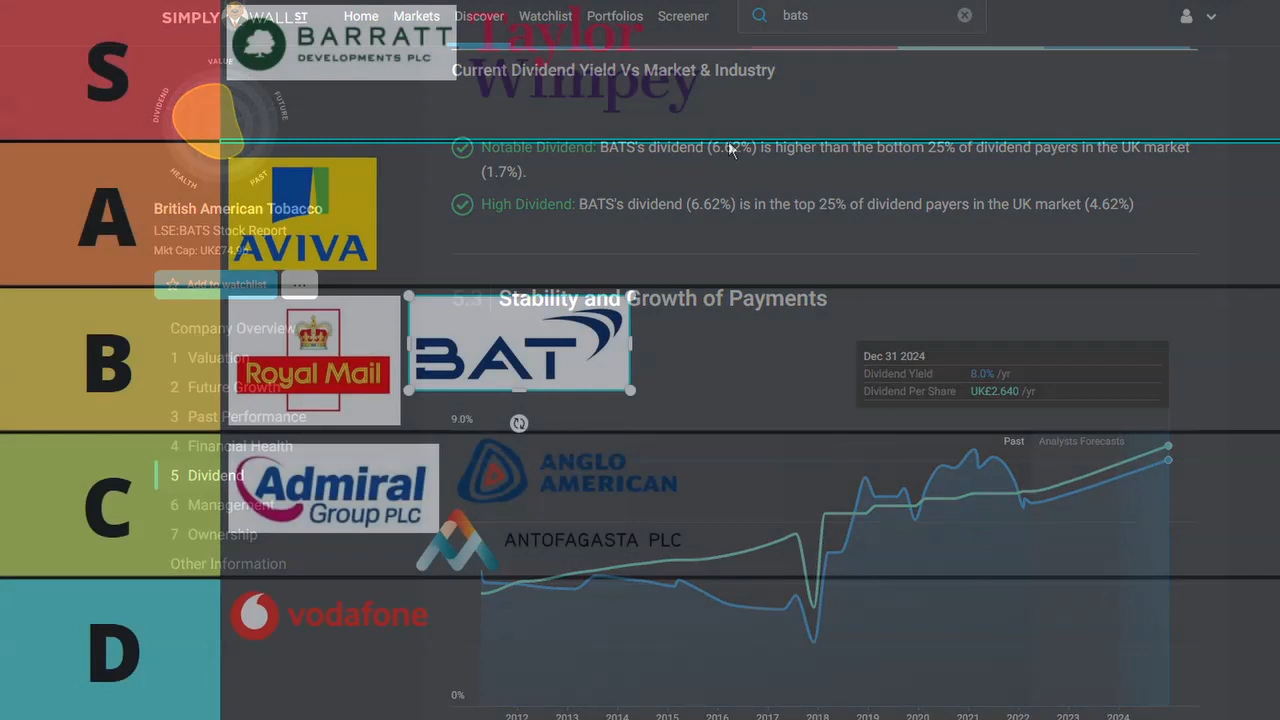 SIMPLY WALL ST
Home Markets Discover Watchlist Portfolios Screener
bats
S
BARRATT
DEVELOPMENTS PLC
Taylor
Wimpey
Current Dividend Yield Vs Market & Industry
VALUE
FUTURE
PAST
HEALTH
DIVIDEND
Notable Dividend: BATS's dividend (6.62%) is higher than the bottom 25% of dividend payers in the UK market
(1.7%).
High Dividend: BATS's dividend (6.62%) is in the top 25% of dividend payers in the UK market (4.62%)
A
British American Tobacco
LSE:BATS Stock Report
Mkt Cap: UK£74.9b
AVIVA
Add to watchlist
...
5.3 Stability and Growth of Payments
B
Royal Mail
BAT
Company Overview
1 Valuation
2 Future Growth
3 Past Performance
4 Financial Health
5 Dividend
6 Management
7 Ownership
Other Information
Dec 31 2024
Dividend Yield 8.0% /yr
Dividend Per Share UK£2.640 /yr
9.0%
Past Analysts Forecasts
C
Admiral
Group PLC
ANGLO
AMERICAN
ANTOFAGASTA PLC
D
vodafone
0%
2012 2013 2014 2015 2016 2017 2018 2019 2020 2021 2022 2023 2024